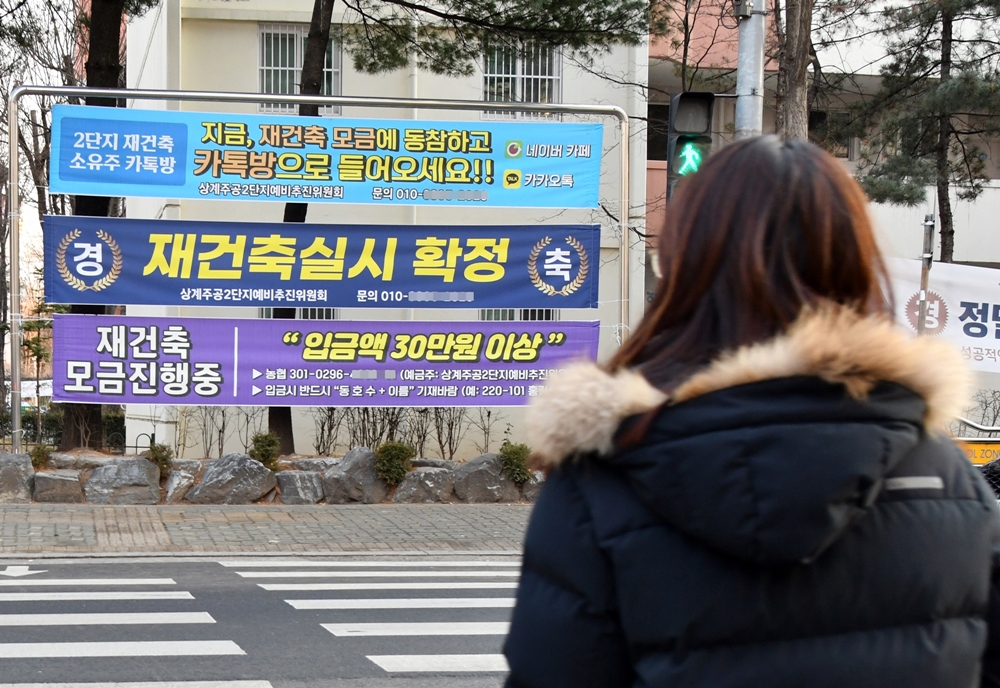 2단지 재건축
소유주 카톡방
지금, 재건축 모금에 동참하고
카톡방으로 들어오세요!!
상계주공2단지예비추진위원회 문의 010-
네이버 카페
TALK 카카오톡
경
재건축실시 확정
축
상계주공2단지예비추진위원회 문의 010-
재건축
모금진행중
“ 입금액 30만원 이상 ”
▶ 농협 301-0296- (예금주: 상계주공2단지예비추진위원
▶ 입금시 반드시 “동 호 수 + 이름” 기재바람 (예: 220-101 홍
경